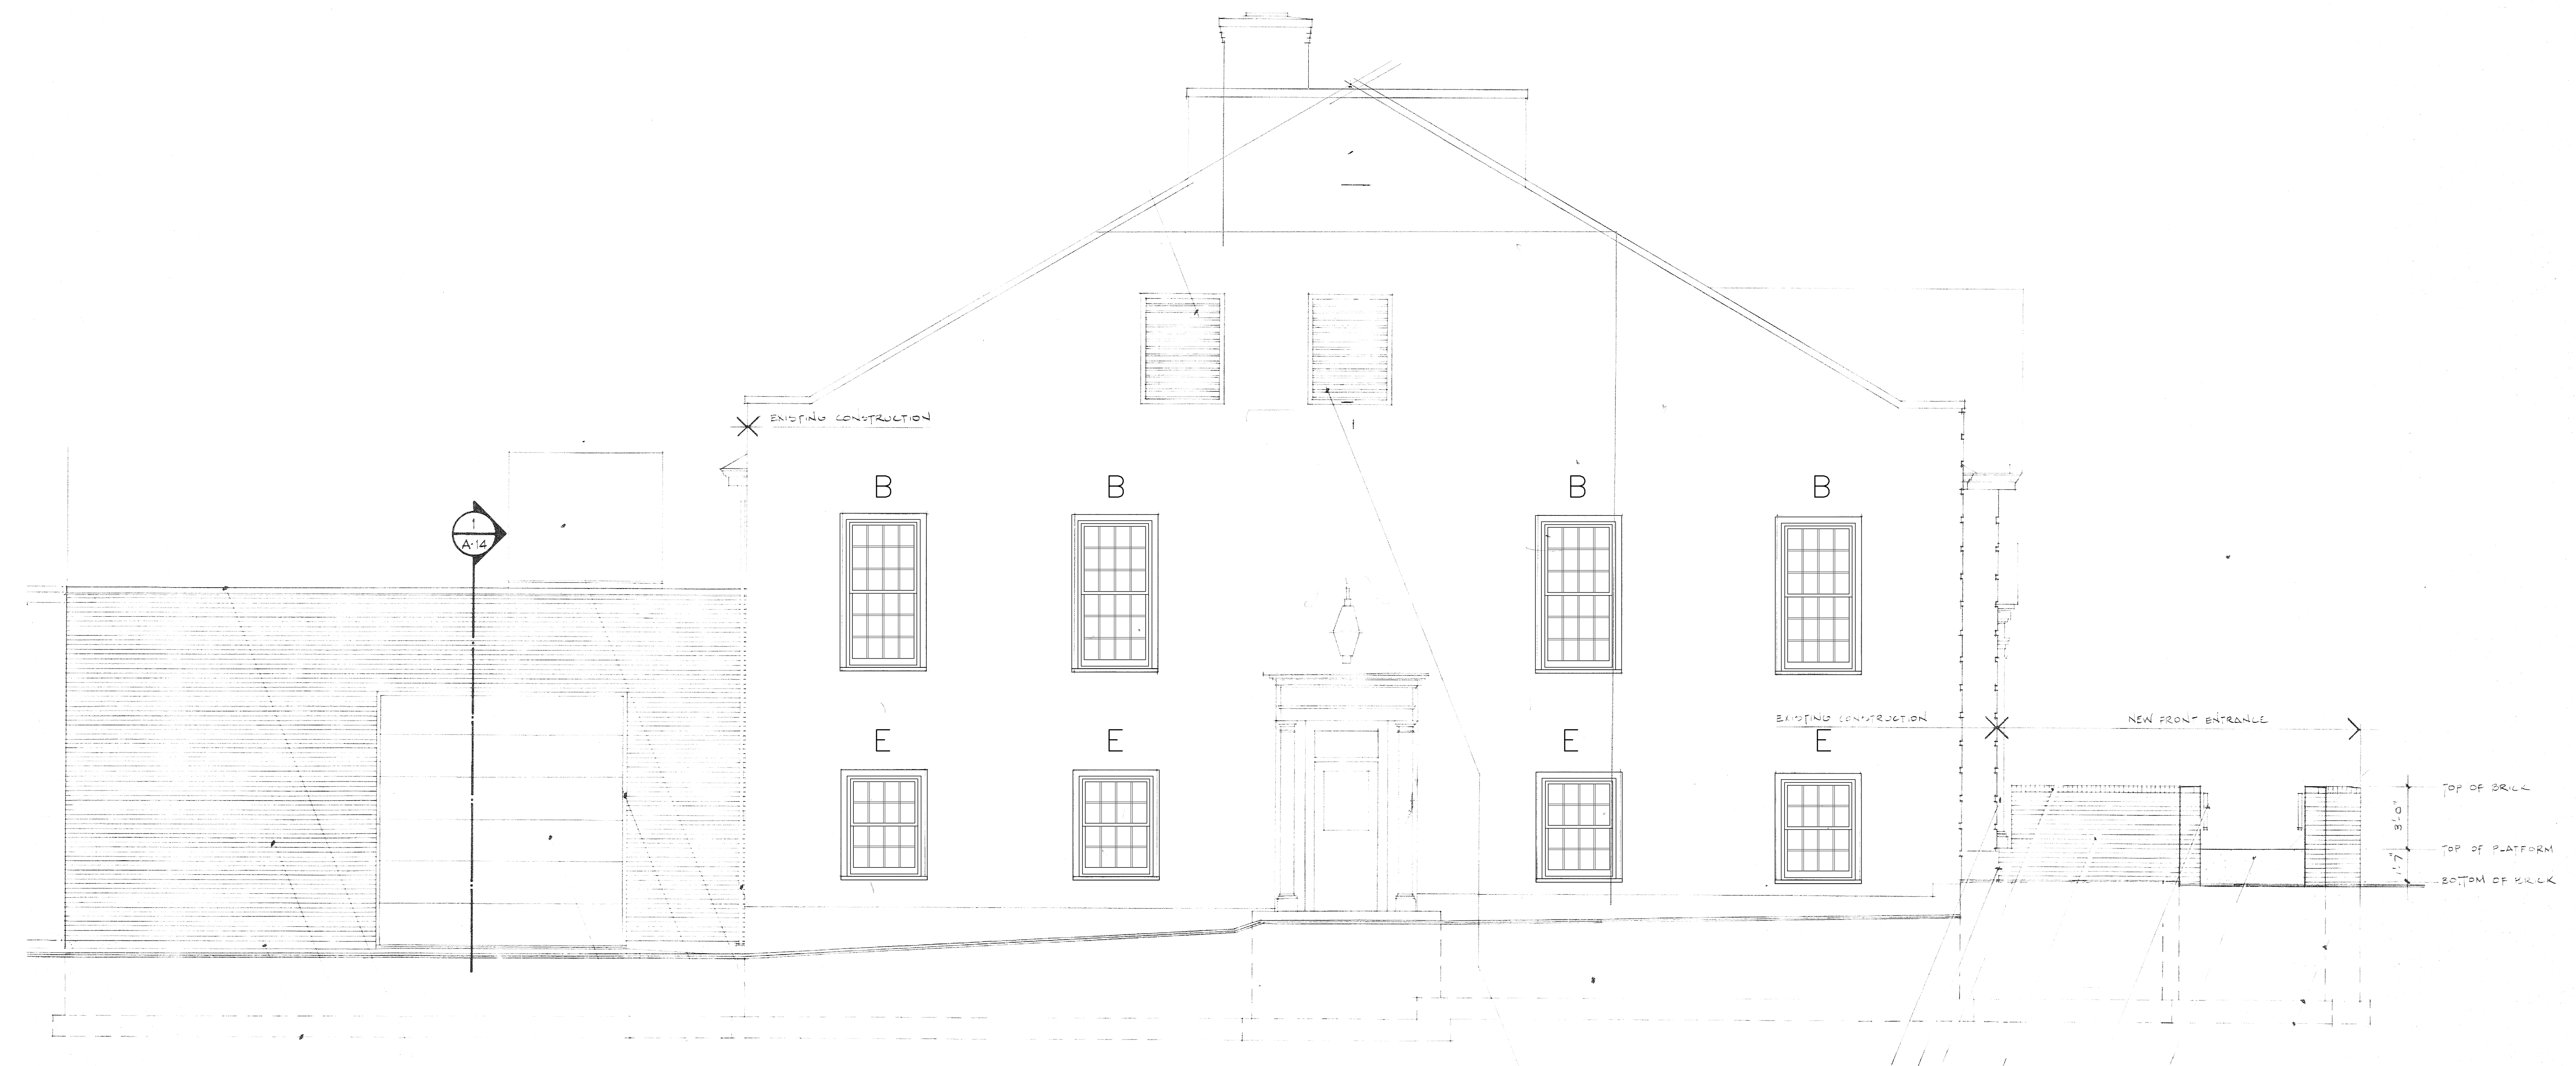 EXISTING CONSTRUCTION
B B B B
1
A-14
EXISTING CONSTRUCTION
NEW FRONT ENTRANCE
E E E E
TOP OF BRICK
3'-0"
TOP OF PLATFORM
1'-7"
BOTTOM OF BRICK